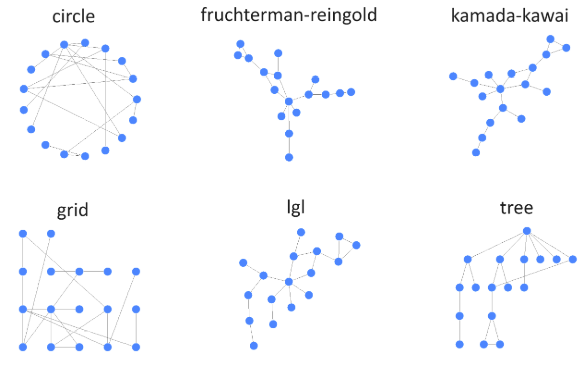 circle
fruchterman-reingold
kamada-kawai
grid
lgl
tree